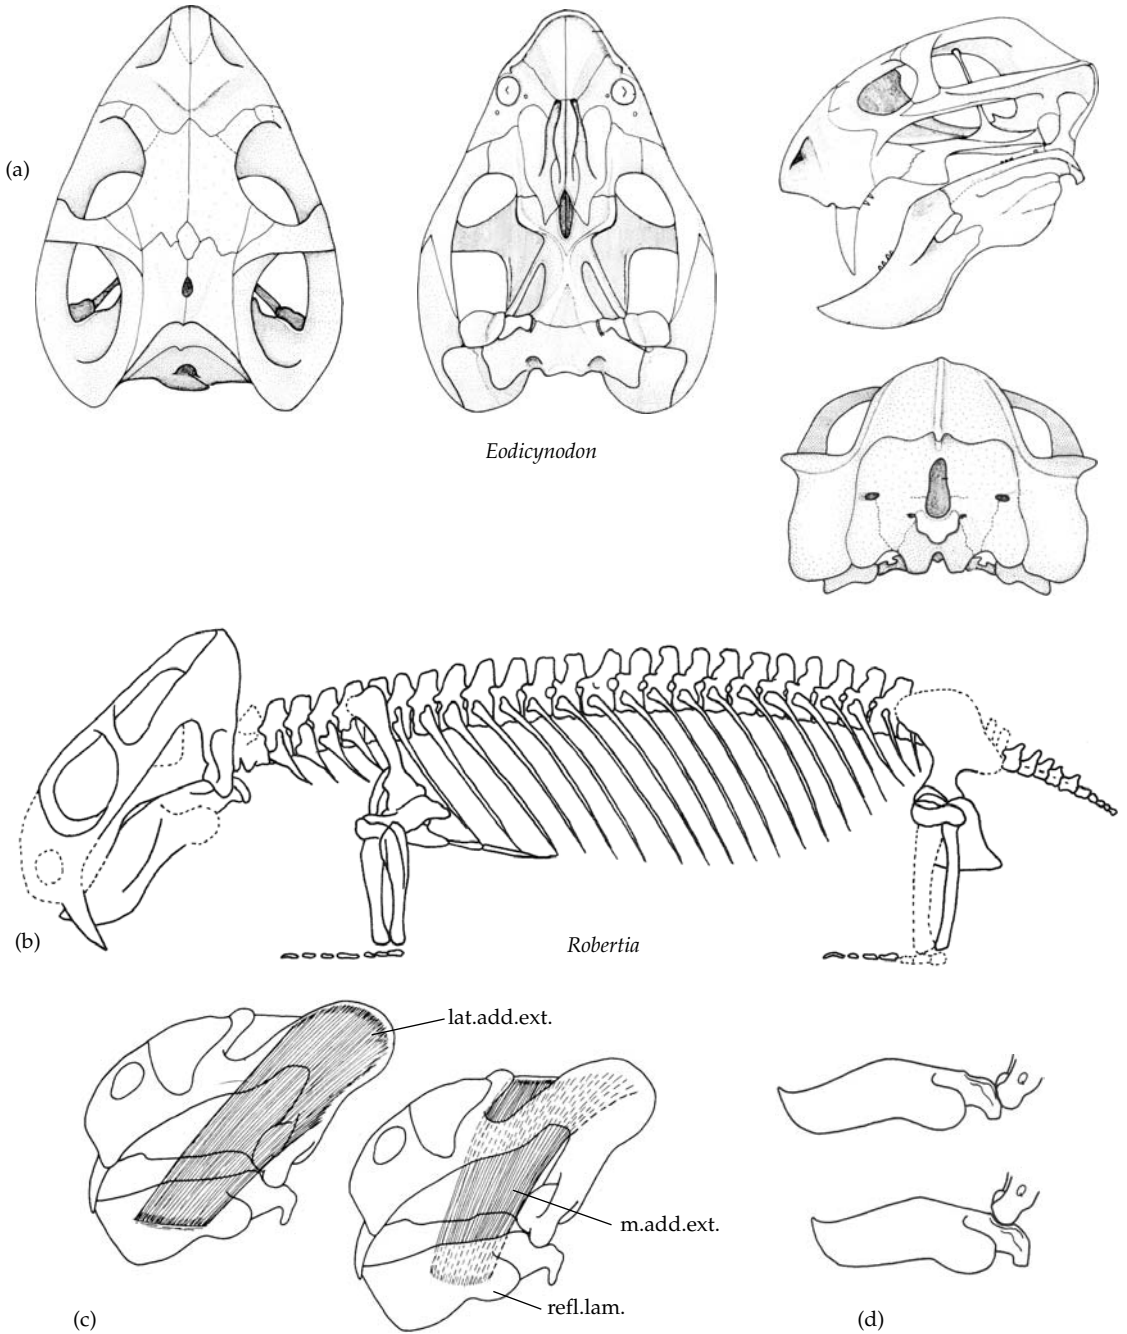 (a)
Eodicynodon
(b)
Robertia
lat.add.ext.
m.add.ext.
refl.lam.
(c)
(d)